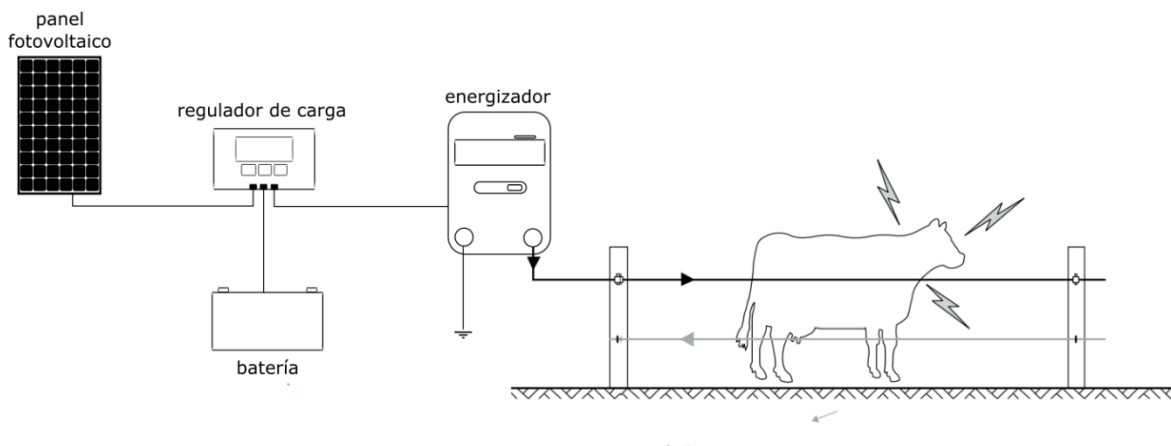 panel
fotovoltaico
regulador de carga
energizador
batería